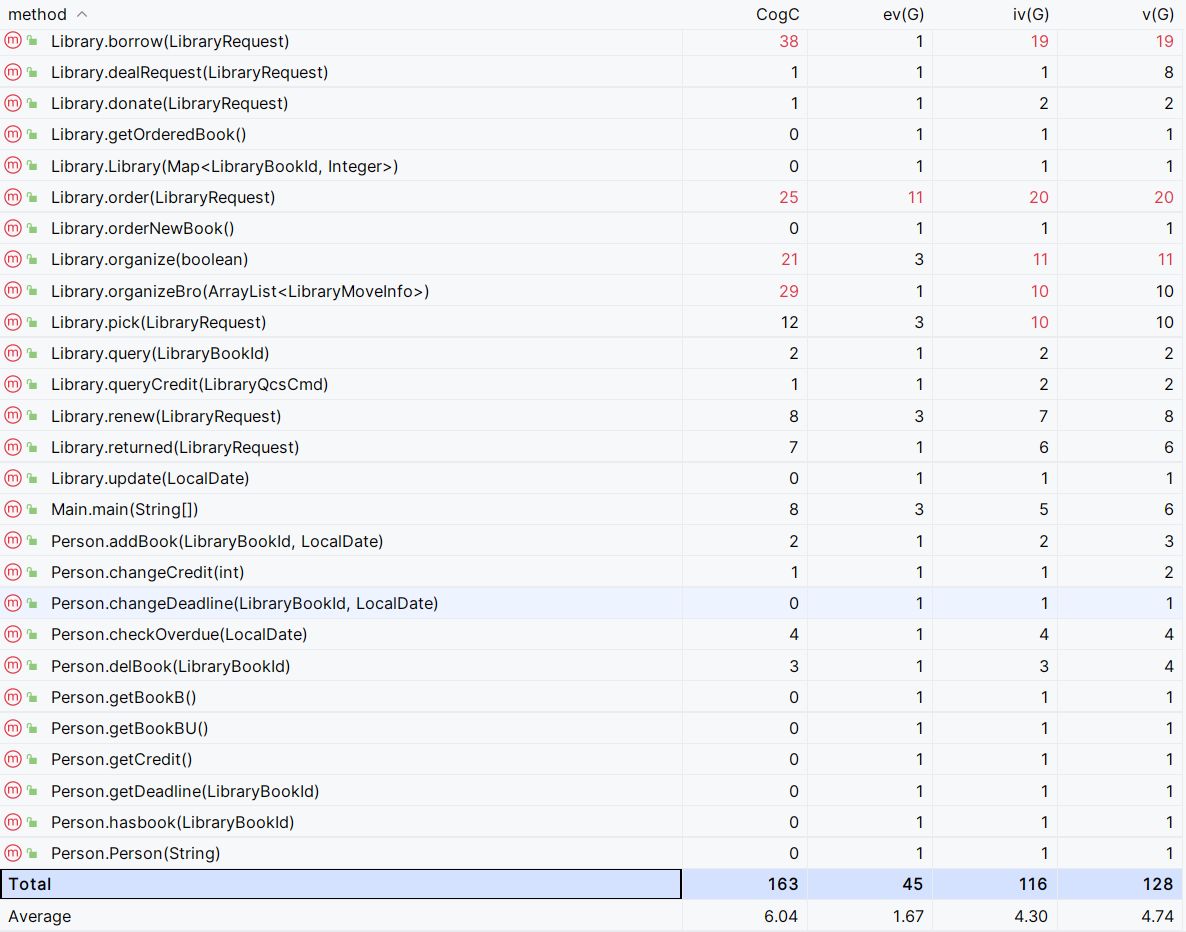 method CogC ev(G) iv(G) v(G)
Library.borrow(LibraryRequest) 38 1 19 19
Library.dealRequest(LibraryRequest) 1 1 1 8
Library.donate(LibraryRequest) 1 1 2 2
Library.getOrderedBook() 0 1 1 1
Library.Library(Map<LibraryBookId, Integer>) 0 1 1 1
Library.order(LibraryRequest) 25 11 20 20
Library.orderNewBook() 0 1 1 1
Library.organize(boolean) 21 3 11 11
Library.organizeBro(ArrayList<LibraryMoveInfo>) 29 1 10 10
Library.pick(LibraryRequest) 12 3 10 10
Library.query(LibraryBookId) 2 1 2 2
Library.queryCredit(LibraryQcsCmd) 1 1 2 2
Library.renew(LibraryRequest) 8 3 7 8
Library.returned(LibraryRequest) 7 1 6 6
Library.update(LocalDate) 0 1 1 1
Main.main(String[]) 8 3 5 6
Person.addBook(LibraryBookId, LocalDate) 2 1 2 3
Person.changeCredit(int) 1 1 1 2
Person.changeDeadline(LibraryBookId, LocalDate) 0 1 1 1
Person.checkOverdue(LocalDate) 4 1 4 4
Person.delBook(LibraryBookId) 3 1 3 4
Person.getBookB() 0 1 1 1
Person.getBookBU() 0 1 1 1
Person.getCredit() 0 1 1 1
Person.getDeadline(LibraryBookId) 0 1 1 1
Person.hasbook(LibraryBookId) 0 1 1 1
Person.Person(String) 0 1 1 1
Total 163 45 116 128
Average 6.04 1.67 4.30 4.74